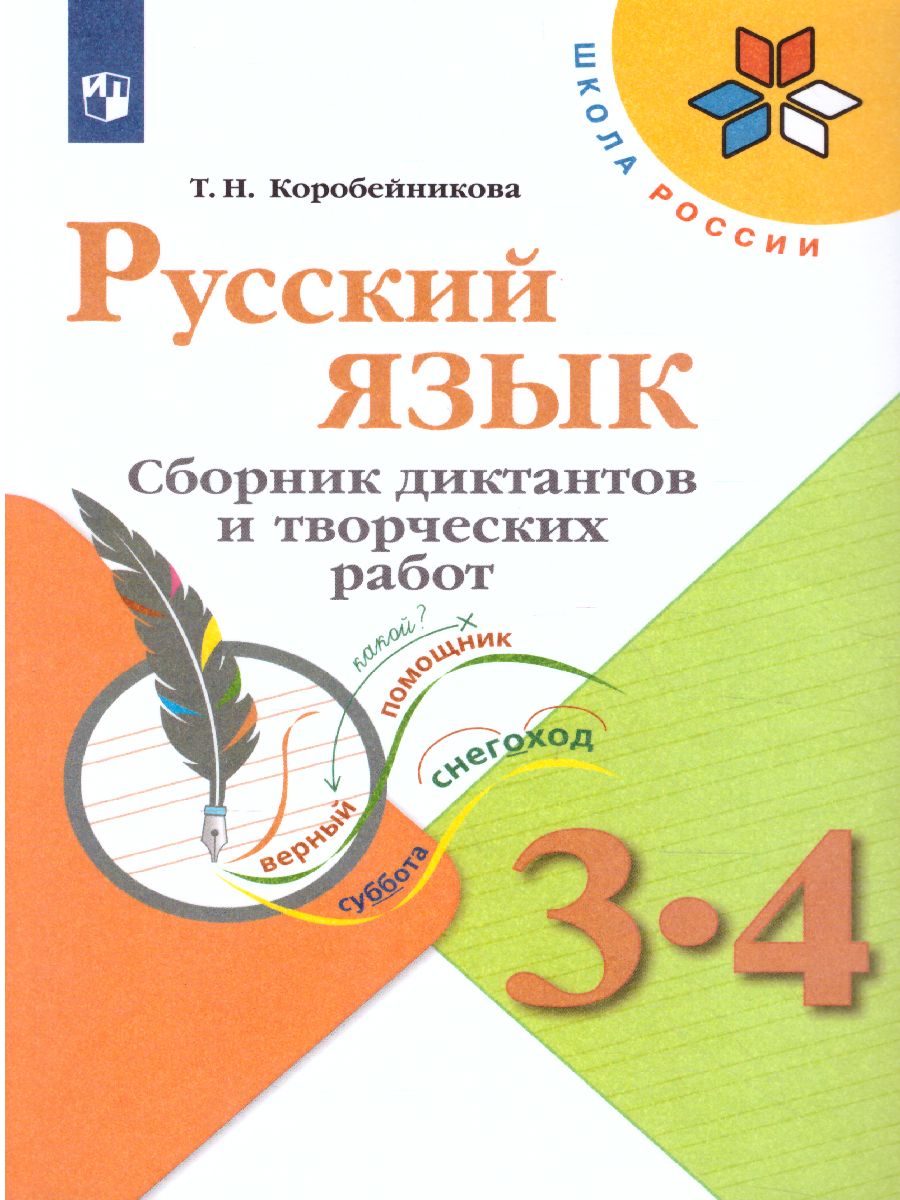 ИП
ШКОЛА РОССИИ
Т. Н. Коробейникова
Русский
язык
Сборник диктантов
и творческих
работ
какой?
помощник
снегоход
верный
суббота
3•4